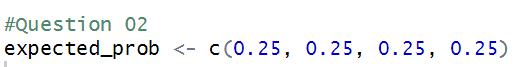 #Question 02
expected_prob <- c(0.25, 0.25, 0.25, 0.25)